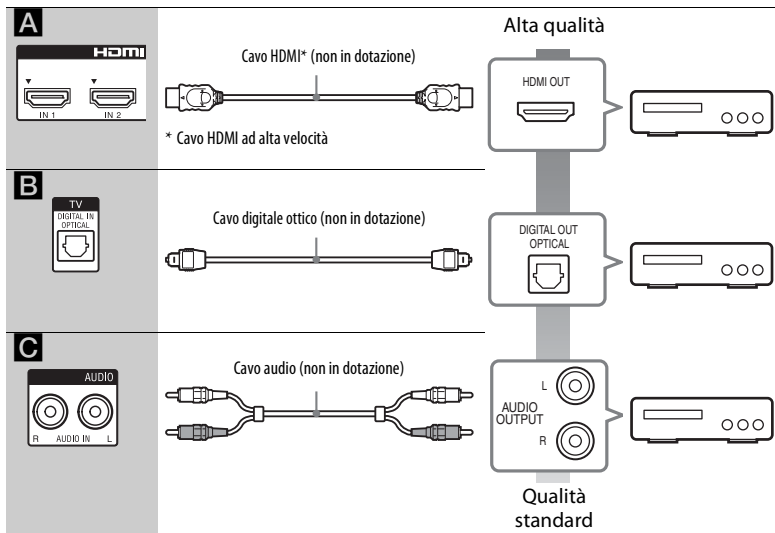 A
HDMI
IN 1
IN 2
Cavo HDMI* (non in dotazione)
* Cavo HDMI ad alta velocità
Alta qualità
HDMI OUT
B
TV
DIGITAL IN
OPTICAL
Cavo digitale ottico (non in dotazione)
DIGITAL OUT
OPTICAL
C
AUDIO
R AUDIO IN L
Cavo audio (non in dotazione)
L
AUDIO
OUTPUT
R
Qualità
standard